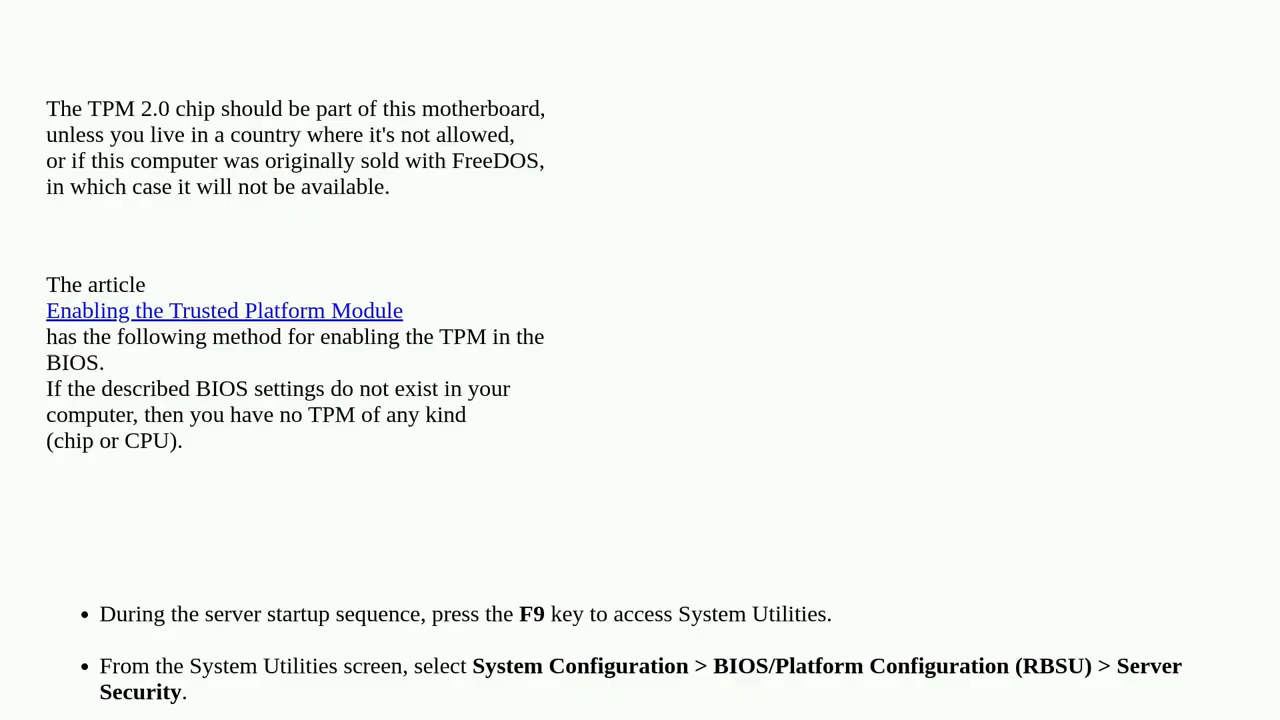 The TPM 2.0 chip should be part of this motherboard,
unless you live in a country where it's not allowed,
or if this computer was originally sold with FreeDOS,
in which case it will not be available.
The article
Enabling the Trusted Platform Module
has the following method for enabling the TPM in the
BIOS.
If the described BIOS settings do not exist in your
computer, then you have no TPM of any kind
(chip or CPU).
• During the server startup sequence, press the F9 key to access System Utilities.
• From the System Utilities screen, select System Configuration > BIOS/Platform Configuration (RBSU) > Server
Security.